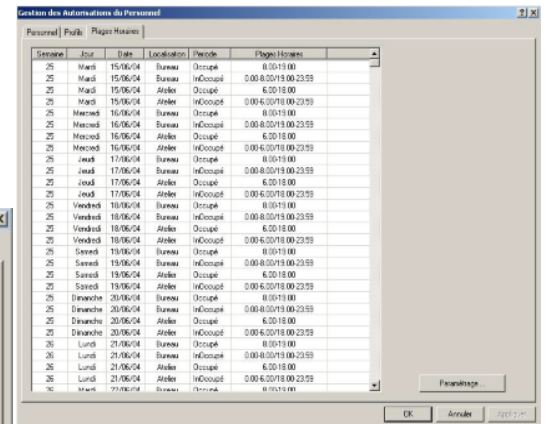 Gestion des Autorisations du Personnel
Personnel Profils Plages Horaires
Semaine Jour Date Localisation Periode Plages Horaires
25 Mardi 15/06/04 Bureau Occupé 8.00-19.00
25 Mardi 15/06/04 Bureau InOccupé 0.00-8.00/19.00-23.59
25 Mardi 15/06/04 Atelier Occupé 6.00-18.00
25 Mardi 15/06/04 Atelier InOccupé 0.00-6.00/18.00-23.59
25 Mercredi 16/06/04 Bureau Occupé 8.00-19.00
25 Mercredi 16/06/04 Bureau InOccupé 0.00-8.00/19.00-23.59
25 Mercredi 16/06/04 Atelier Occupé 6.00-18.00
25 Mercredi 16/06/04 Atelier InOccupé 0.00-6.00/18.00-23.59
25 Jeudi 17/06/04 Bureau Occupé 8.00-19.00
25 Jeudi 17/06/04 Bureau InOccupé 0.00-8.00/19.00-23.59
25 Jeudi 17/06/04 Atelier Occupé 6.00-18.00
25 Jeudi 17/06/04 Atelier InOccupé 0.00-6.00/18.00-23.59
25 Vendredi 18/06/04 Bureau Occupé 8.00-19.00
25 Vendredi 18/06/04 Bureau InOccupé 0.00-8.00/19.00-23.59
25 Vendredi 18/06/04 Atelier Occupé 6.00-18.00
25 Vendredi 18/06/04 Atelier InOccupé 0.00-6.00/18.00-23.59
25 Samedi 19/06/04 Bureau Occupé 8.00-19.00
25 Samedi 19/06/04 Bureau InOccupé 0.00-8.00/19.00-23.59
25 Samedi 19/06/04 Atelier Occupé 6.00-18.00
25 Samedi 19/06/04 Atelier InOccupé 0.00-6.00/18.00-23.59
25 Dimanche 20/06/04 Bureau Occupé 8.00-19.00
25 Dimanche 20/06/04 Bureau InOccupé 0.00-8.00/19.00-23.59
25 Dimanche 20/06/04 Atelier Occupé 6.00-18.00
25 Dimanche 20/06/04 Atelier InOccupé 0.00-6.00/18.00-23.59
26 Lundi 21/06/04 Bureau Occupé 8.00-19.00
26 Lundi 21/06/04 Bureau InOccupé 0.00-8.00/19.00-23.59
26 Lundi 21/06/04 Atelier Occupé 6.00-18.00
26 Lundi 21/06/04 Atelier InOccupé 0.00-6.00/18.00-23.59
26 Mardi 22/06/04 Bureau Occupé 8.00-19.00
Paramétrage...
OK Annuler Appliquer